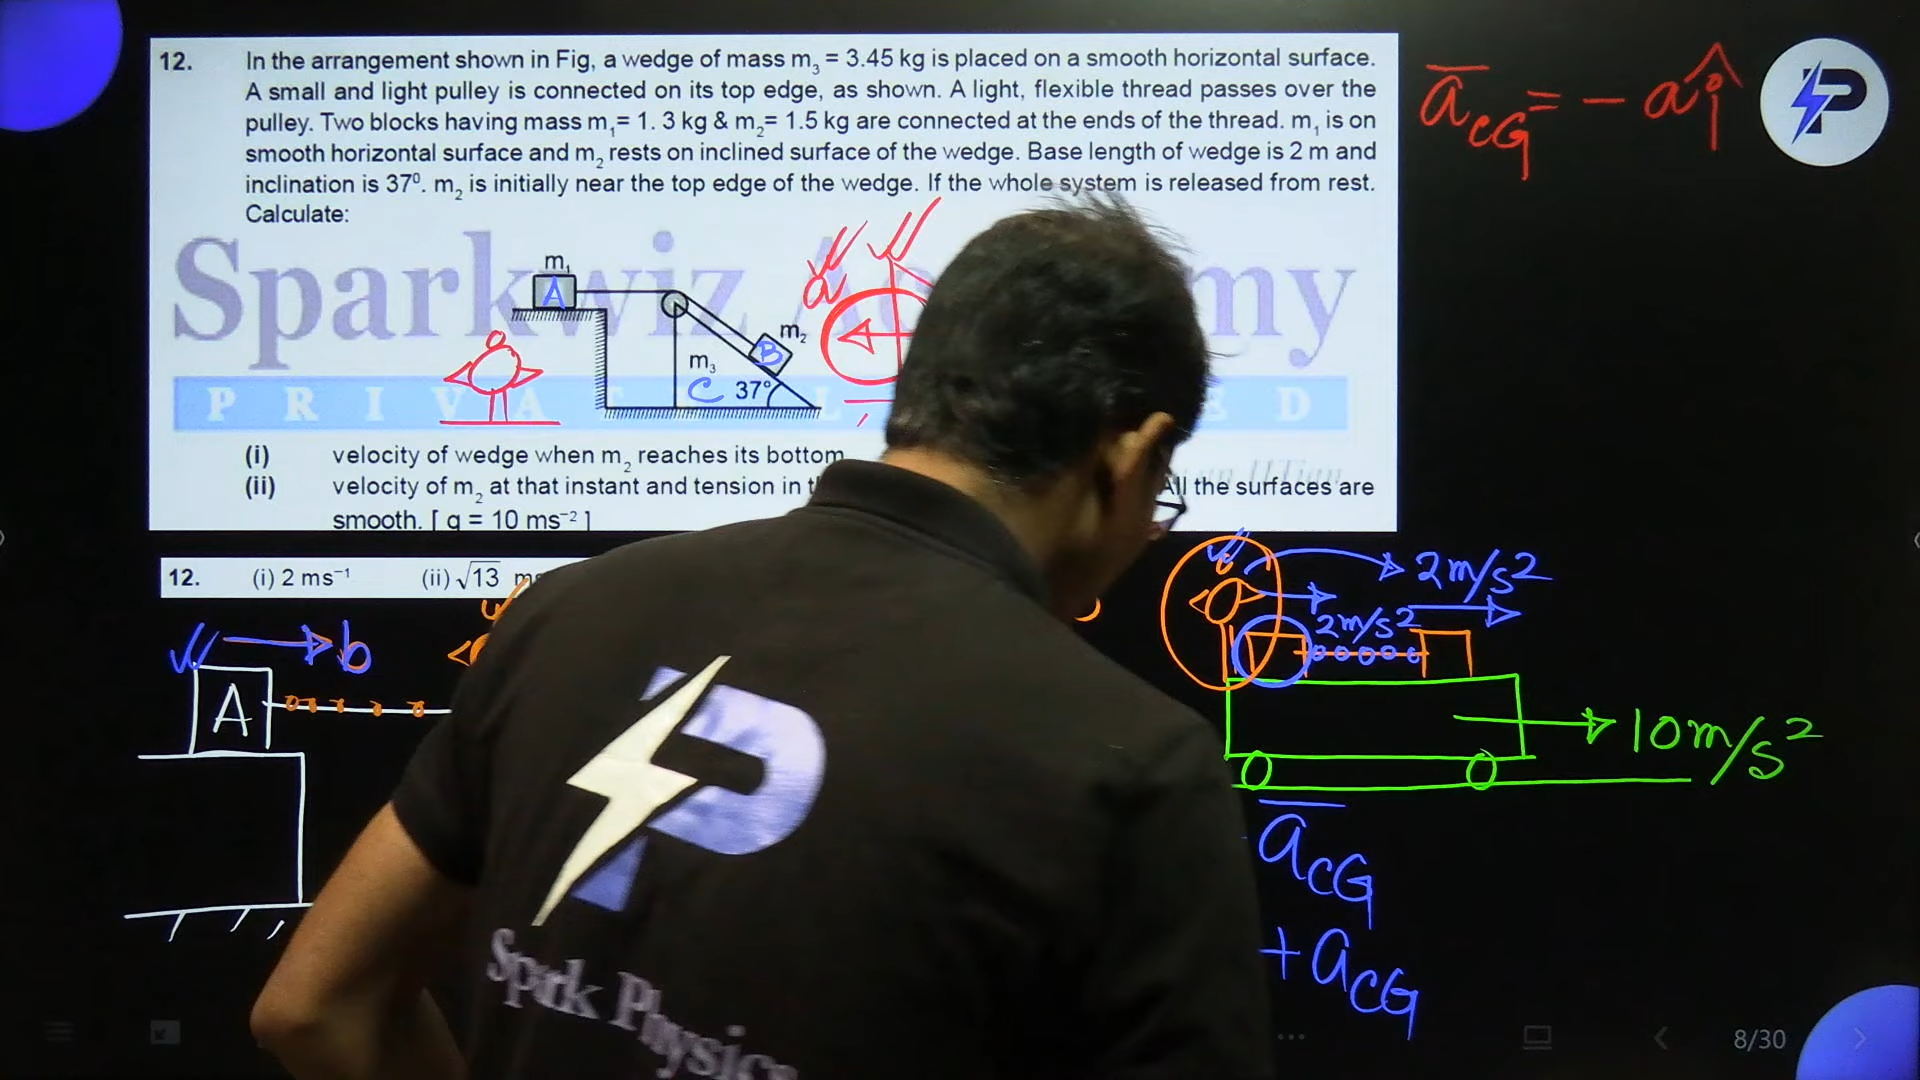 12. In the arrangement shown in Fig, a wedge of mass m₃ = 3.45 kg is placed on a smooth horizontal surface.
A small and light pulley is connected on its top edge, as shown. A light, flexible thread passes over the
pulley. Two blocks having mass m₁= 1. 3 kg & m₂= 1.5 kg are connected at the ends of the thread. m₁ is on
smooth horizontal surface and m₂ rests on inclined surface of the wedge. Base length of wedge is 2 m and
inclination is 37⁰. m₂ is initially near the top edge of the wedge. If the whole system is released from rest.
Calculate:
a̅CG = - a î
P
Sparkwiz
my
m₁
A
a
m₂
B
m₃
C
37°
P R I V A
E D
(i) velocity of wedge when m₂ reaches its bottom
(ii) velocity of m₂ at that instant and tension in
All the surfaces are
smooth. [ g = 10 ms⁻² ]
12. (i) 2 ms⁻¹ (ii) √13
b
A
2m/s²
2m/s²
10m/s²
a̅CG
+ aCG
P
Spark Physics
8/30